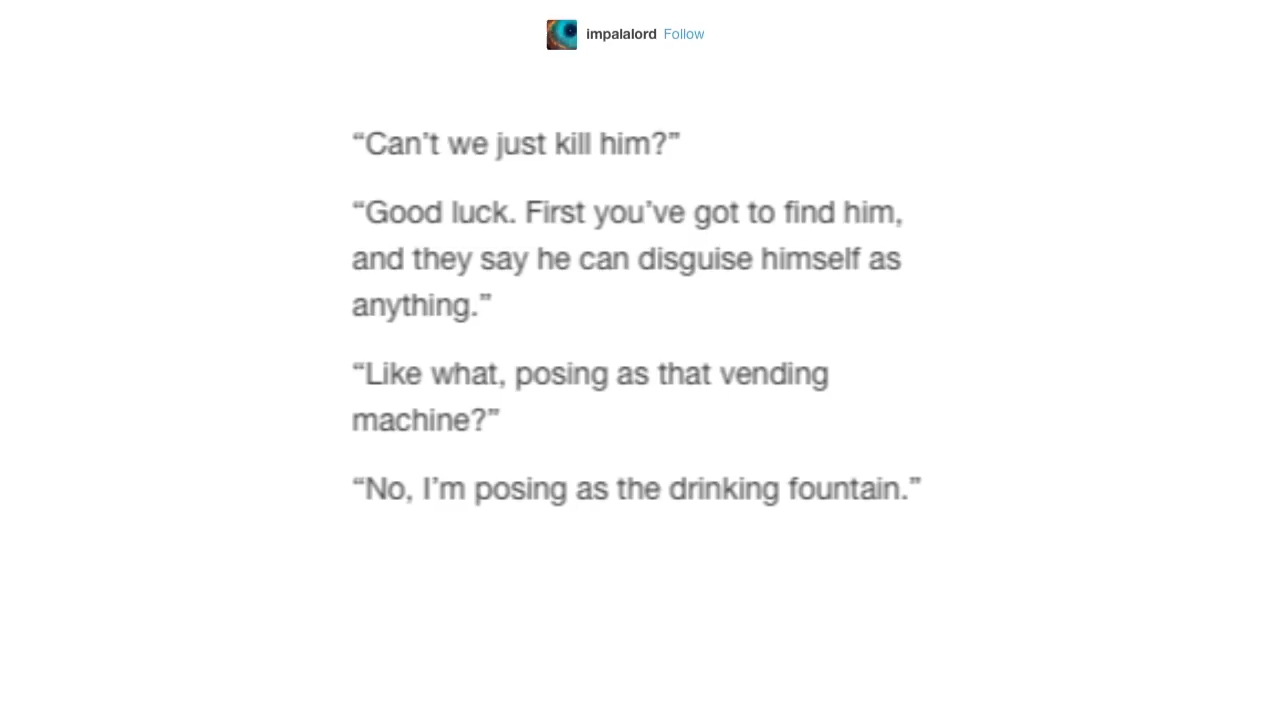 impalalord Follow
“Can’t we just kill him?”
“Good luck. First you’ve got to find him,
and they say he can disguise himself as
anything.”
“Like what, posing as that vending
machine?”
“No, I’m posing as the drinking fountain.”